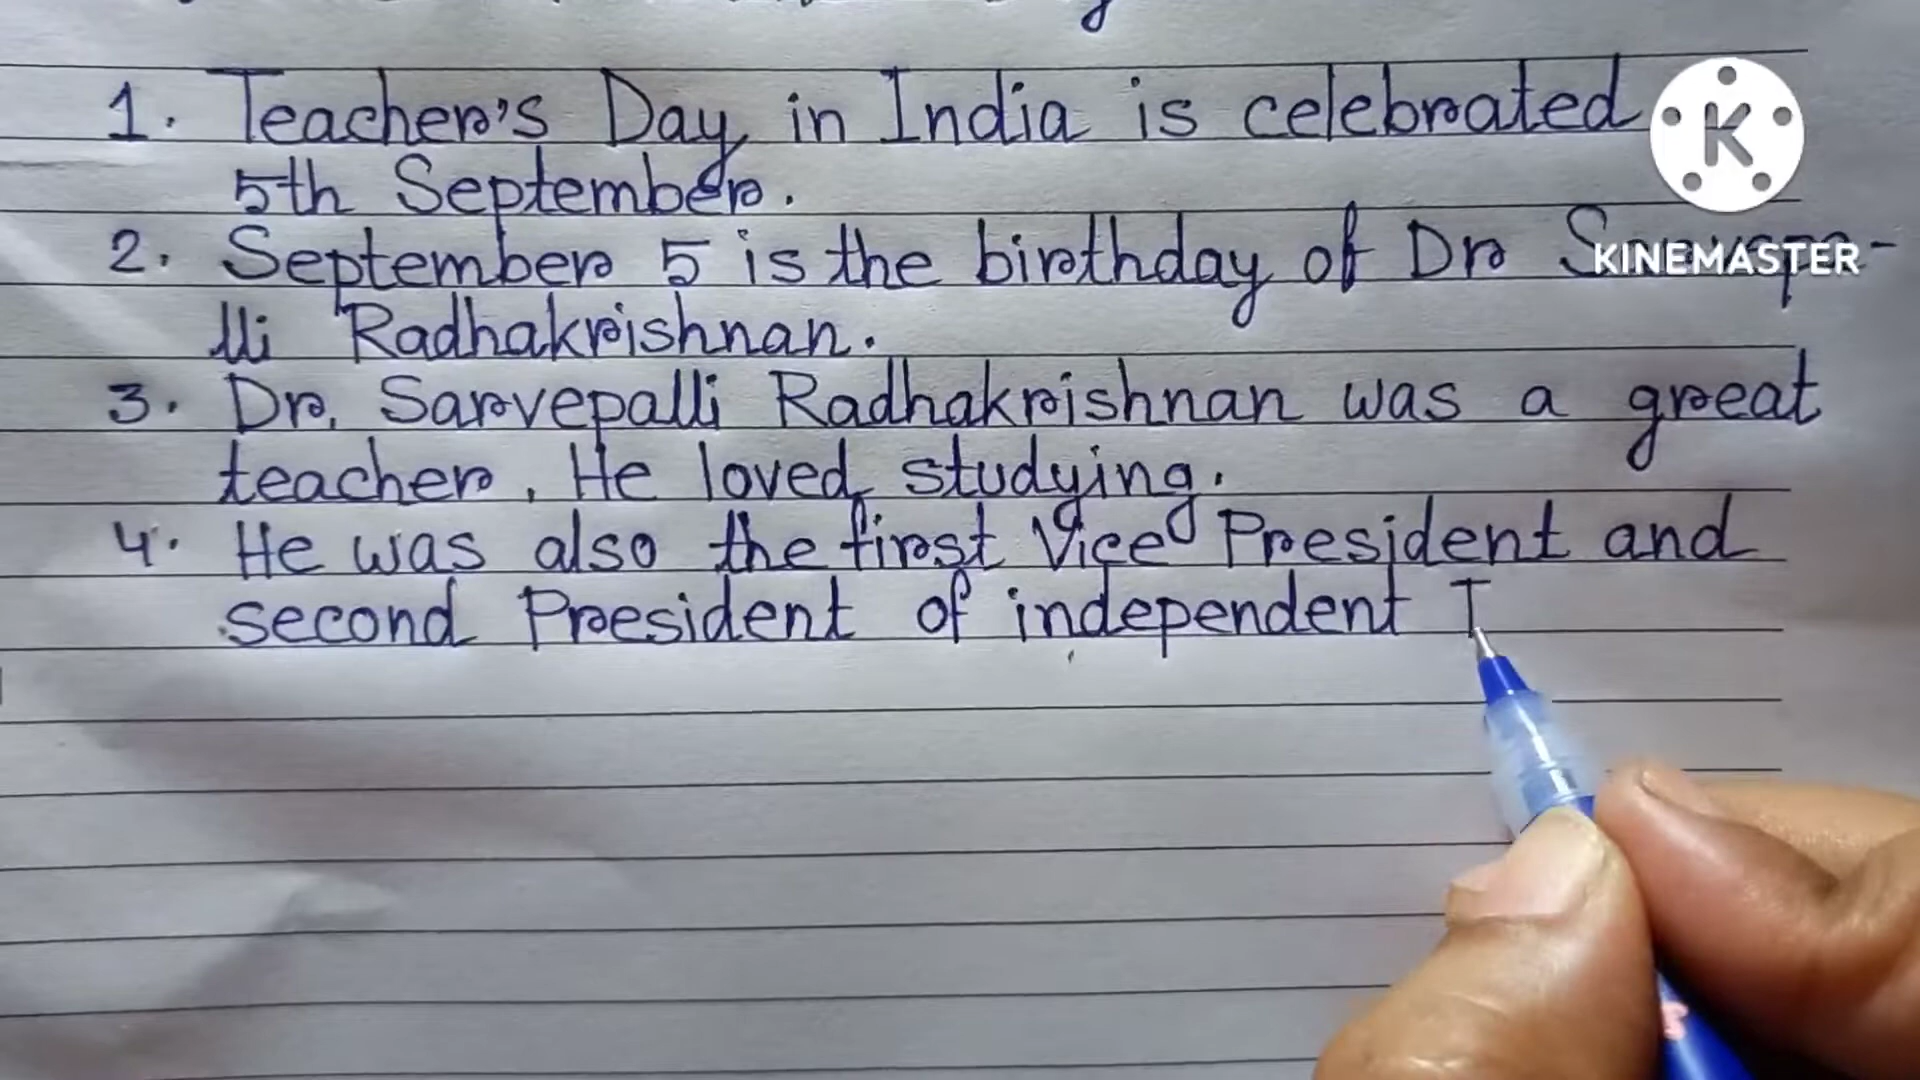 1. Teacher's Day in India is celebrated
5th September.
2. September 5 is the birthday of Dr
lli Radhakrishnan.
3. Dr. Sarvepalli Radhakrishnan was a great
teacher. He loved studying.
4. He was also the first Vice President and
second President of independent I
K
KINEMASTER